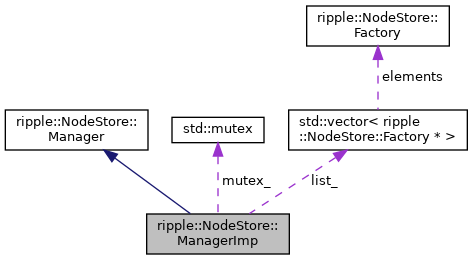 ripple::NodeStore::
Factory
elements
ripple::NodeStore::
Manager
std::mutex
std::vector< ripple
::NodeStore::Factory * >
mutex_
list_
ripple::NodeStore::
ManagerImp